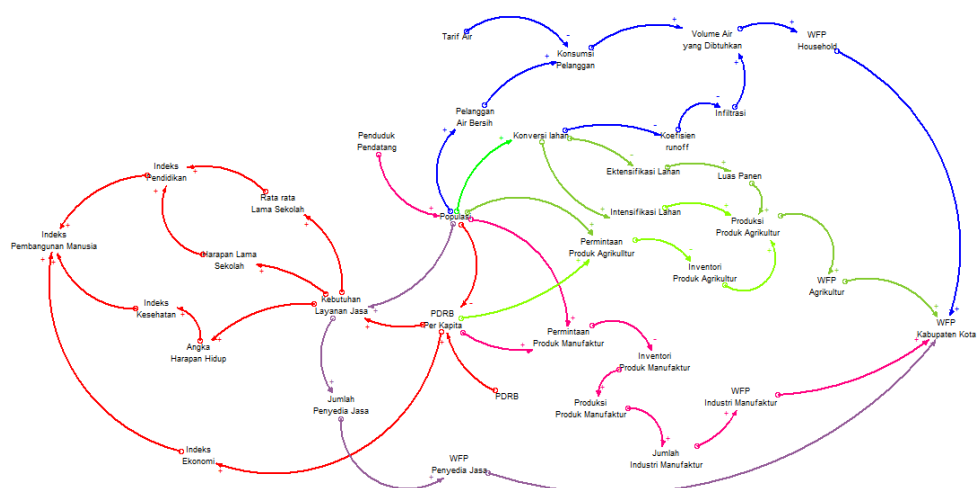 Tarif Air
Konsumsi
Pelanggan
Volume Air
yang Dibtuhkan
WFP
Household
Pelanggan
Air Bersih
Penduduk
Pendatang
Konversi lahan
Koefisien
runoff
Infiltrasi
Ektensifikasi Lahan
Luas Panen
Indeks
Pendidikan
Rata rata
Lama Sekolah
Populasi
Intensifikasi Lahan
Produksi
Produk Agrikultur
Indeks
Pembangunan Manusia
Harapan Lama
Sekolah
Permintaan
Produk Agrikulltur
Inventori
Produk Agrikultur
WFP
Agrikultur
Indeks
Kesehatan
Kebutuhan
Layanan Jasa
PDRB
Per Kapita
WFP
Kabupaten Kota
Angka
Harapan Hidup
Permintaan
Produk Manufaktur
Inventori
Produk Manufaktur
Jumlah
Penyedia Jasa
PDRB
Produksi
Produk Manufaktur
WFP
Industri Manufaktur
Indeks
Ekonomi
WFP
Penyedia Jasa
Jumlah
Industri Manufaktur